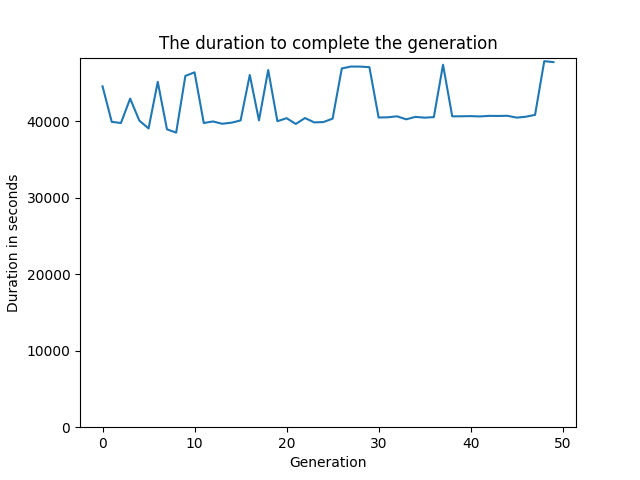 The duration to complete the generation
Duration in seconds
40000
30000
20000
10000
0
0 10 20 30 40 50
Generation